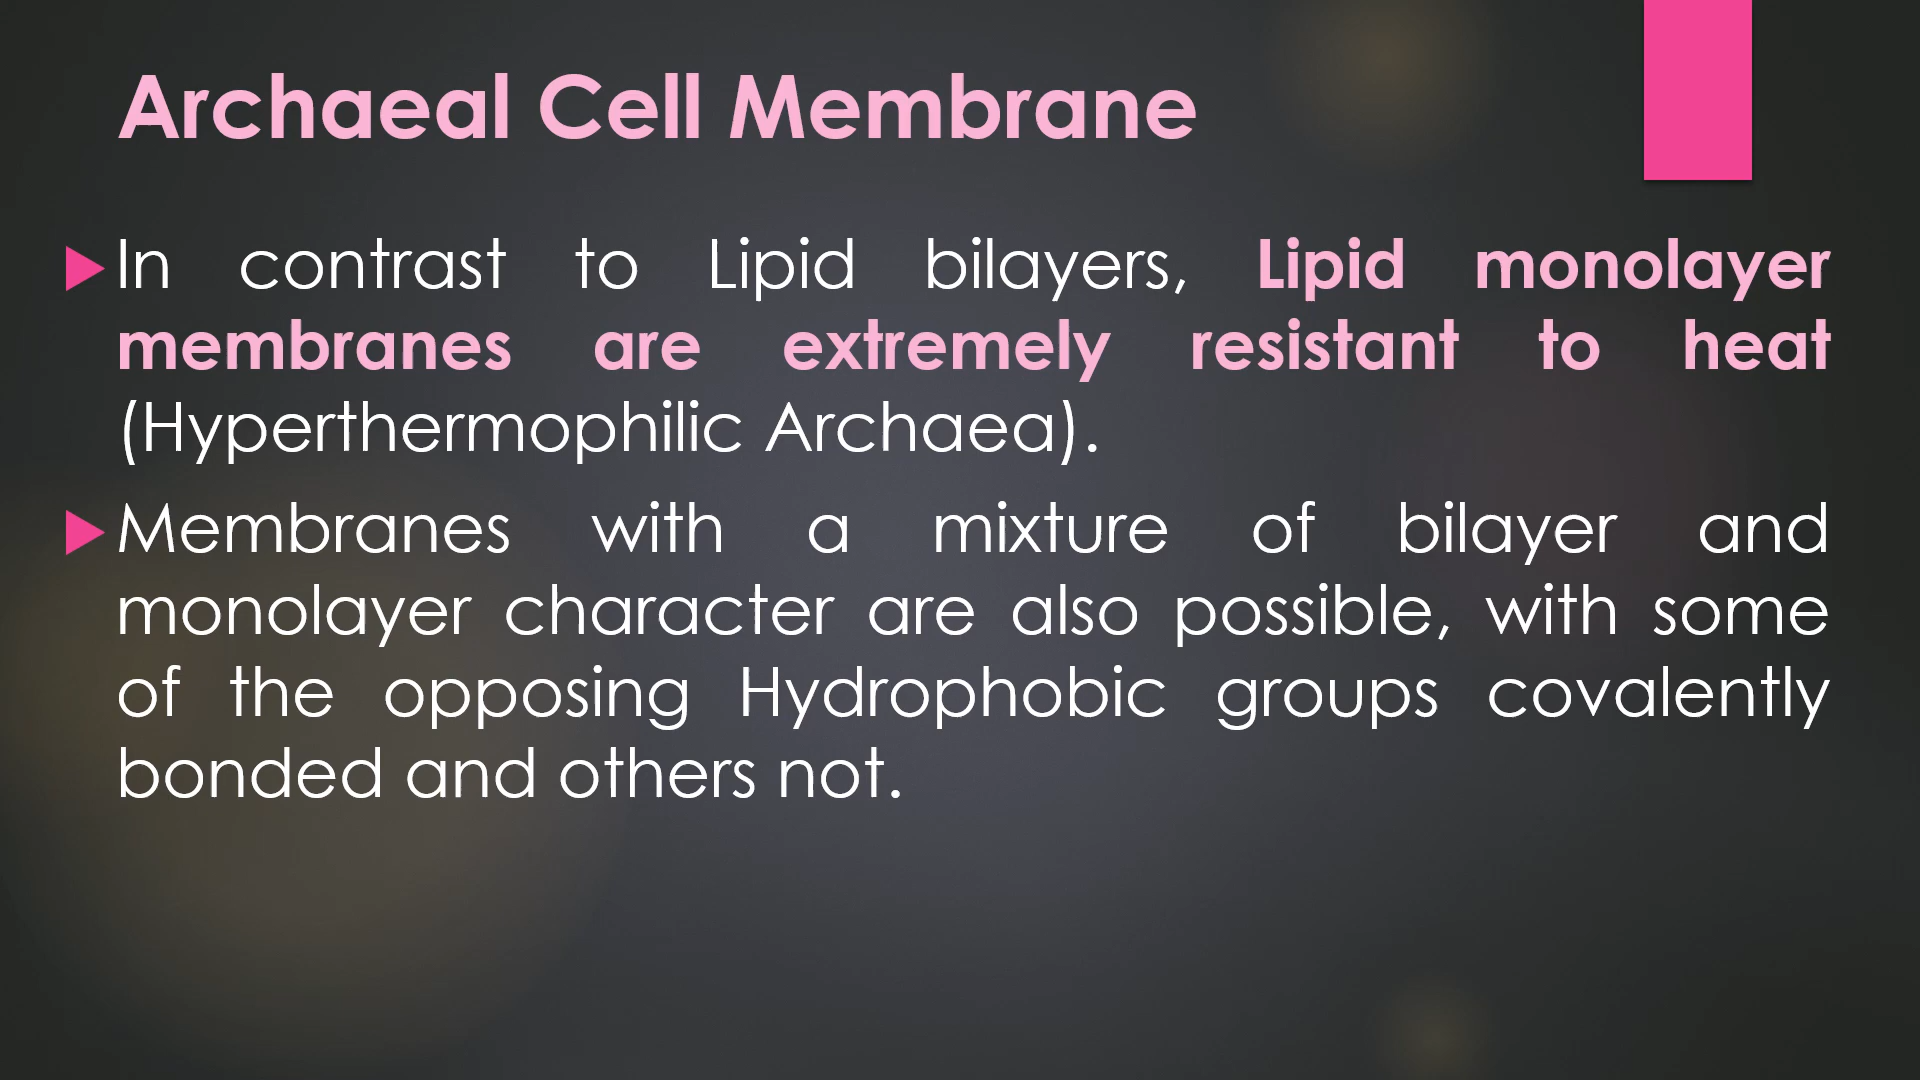 Archaeal Cell Membrane
In contrast to Lipid bilayers, Lipid monolayer
membranes are extremely resistant to heat
(Hyperthermophilic Archaea).
Membranes with a mixture of bilayer and
monolayer character are also possible, with some
of the opposing Hydrophobic groups covalently
bonded and others not.